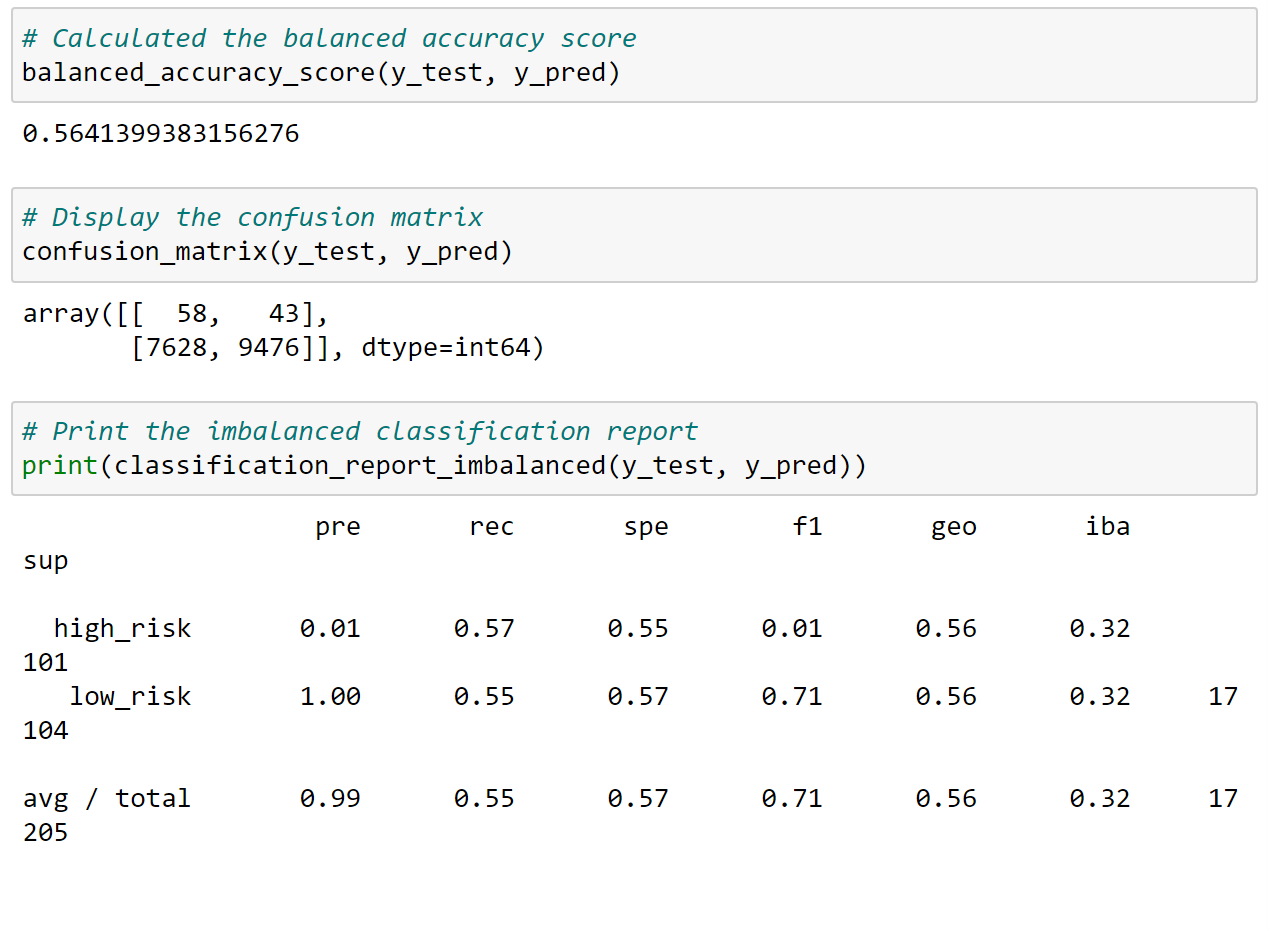 # Calculated the balanced accuracy score
balanced_accuracy_score(y_test, y_pred)
0.5641399383156276
# Display the confusion matrix
confusion_matrix(y_test, y_pred)
array([[  58,   43],
       [7628, 9476]], dtype=int64)
# Print the imbalanced classification report
print(classification_report_imbalanced(y_test, y_pred))
                   pre       rec       spe        f1       geo       iba
sup
  high_risk       0.01      0.57      0.55      0.01      0.56      0.32
101
   low_risk       1.00      0.55      0.57      0.71      0.56      0.32     17
104
avg / total       0.99      0.55      0.57      0.71      0.56      0.32     17
205